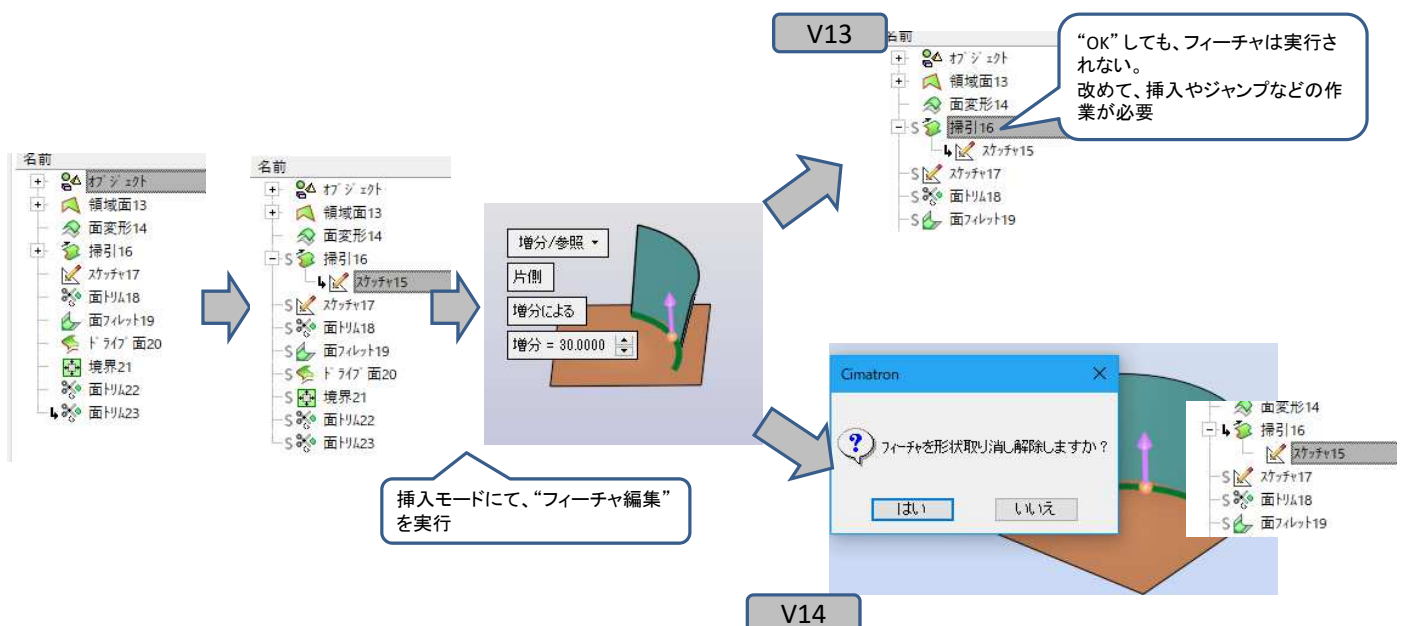 名前
オブジェクト
領域面13
面変形14
掃引16
スケッチャ17
面トリム18
面フィレット19
ドライブ面20
境界21
面トリム22
面トリム23
名前
オブジェクト
領域面13
面変形14
S 掃引16
スケッチャ15
S スケッチャ17
S 面トリム18
S 面フィレット19
S ドライブ面20
S 境界21
S 面トリム22
S 面トリム23
挿入モードにて、“フィーチャ編集”
を実行
増分/参照
片側
増分による
増分 = 30.0000
V13
名前
オブジェクト
領域面13
面変形14
S 掃引16
スケッチャ15
S スケッチャ17
S 面トリム18
S 面フィレット19
“OK”しても、フィーチャは実行さ
れない。
改めて、挿入やジャンプなどの作
業が必要
Cimatron
フィーチャを形状取り消し解除しますか?
はい いいえ
面変形14
掃引16
スケッチャ15
S スケッチャ17
S 面トリム18
S 面フィレット19
V14